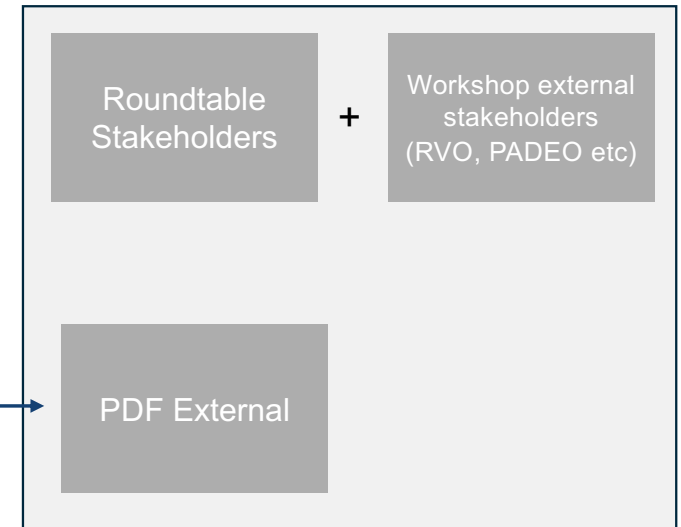 Roundtable
Stakeholders
+
Workshop external
stakeholders
(RVO, PADEO etc)
PDF External